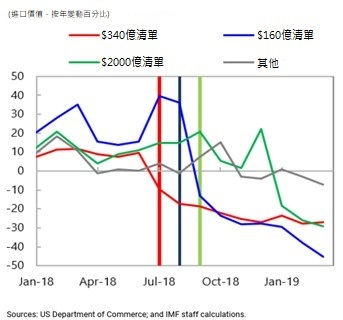 (進口價值，按年變動百分比)
$340億清單 $160億清單
$2000億清單 其他
50
40
30
20
10
0
-10
-20
-30
-40
-50
Jan-18 Apr-18 Jul-18 Oct-18 Jan-19
Sources: US Department of Commerce; and IMF staff calculations.